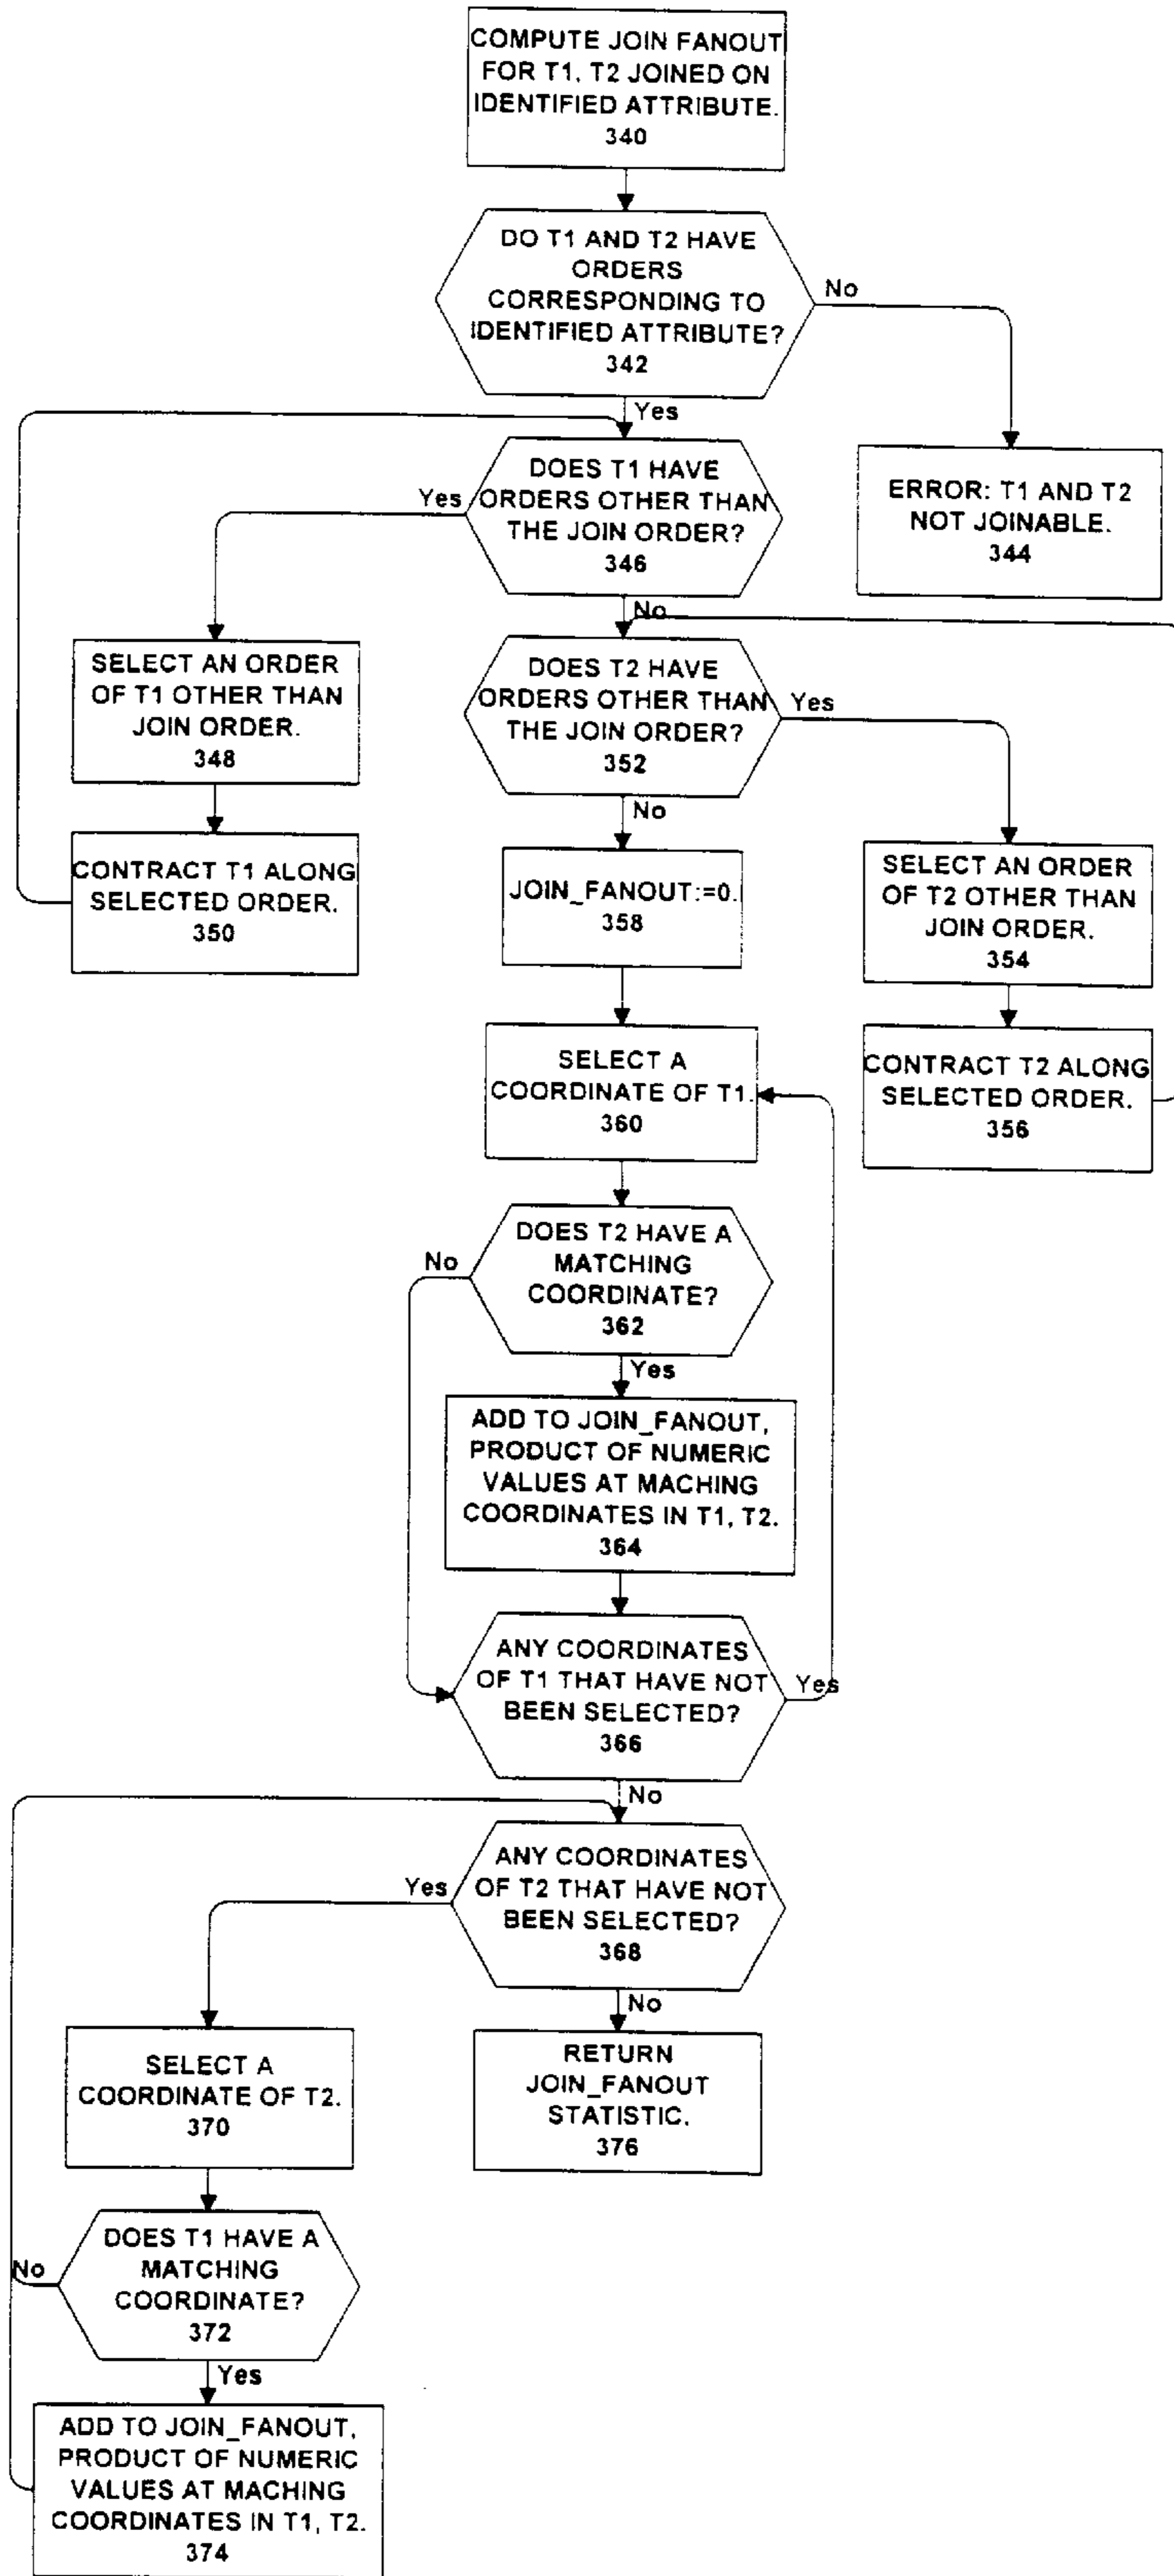 COMPUTE JOIN FANOUT
FOR T1, T2 JOINED ON
IDENTIFIED ATTRIBUTE.
340
DO T1 AND T2 HAVE
ORDERS
CORRESPONDING TO
IDENTIFIED ATTRIBUTE?
342
No
Yes
ERROR: T1 AND T2
NOT JOINABLE.
344
DOES T1 HAVE
ORDERS OTHER THAN
THE JOIN ORDER?
346
Yes
No
SELECT AN ORDER
OF T1 OTHER THAN
JOIN ORDER.
348
CONTRACT T1 ALONG
SELECTED ORDER.
350
DOES T2 HAVE
ORDERS OTHER THAN
THE JOIN ORDER?
352
Yes
No
SELECT AN ORDER
OF T2 OTHER THAN
JOIN ORDER.
354
CONTRACT T2 ALONG
SELECTED ORDER.
356
JOIN_FANOUT:=0.
358
SELECT A
COORDINATE OF T1.
360
DOES T2 HAVE A
MATCHING
COORDINATE?
362
No
Yes
ADD TO JOIN_FANOUT,
PRODUCT OF NUMERIC
VALUES AT MACHING
COORDINATES IN T1, T2.
364
ANY COORDINATES
OF T1 THAT HAVE NOT
BEEN SELECTED?
366
Yes
No
ANY COORDINATES
OF T2 THAT HAVE NOT
BEEN SELECTED?
368
Yes
No
RETURN
JOIN_FANOUT
STATISTIC.
376
SELECT A
COORDINATE OF T2.
370
DOES T1 HAVE A
MATCHING
COORDINATE?
372
No
Yes
ADD TO JOIN_FANOUT,
PRODUCT OF NUMERIC
VALUES AT MACHING
COORDINATES IN T1, T2.
374